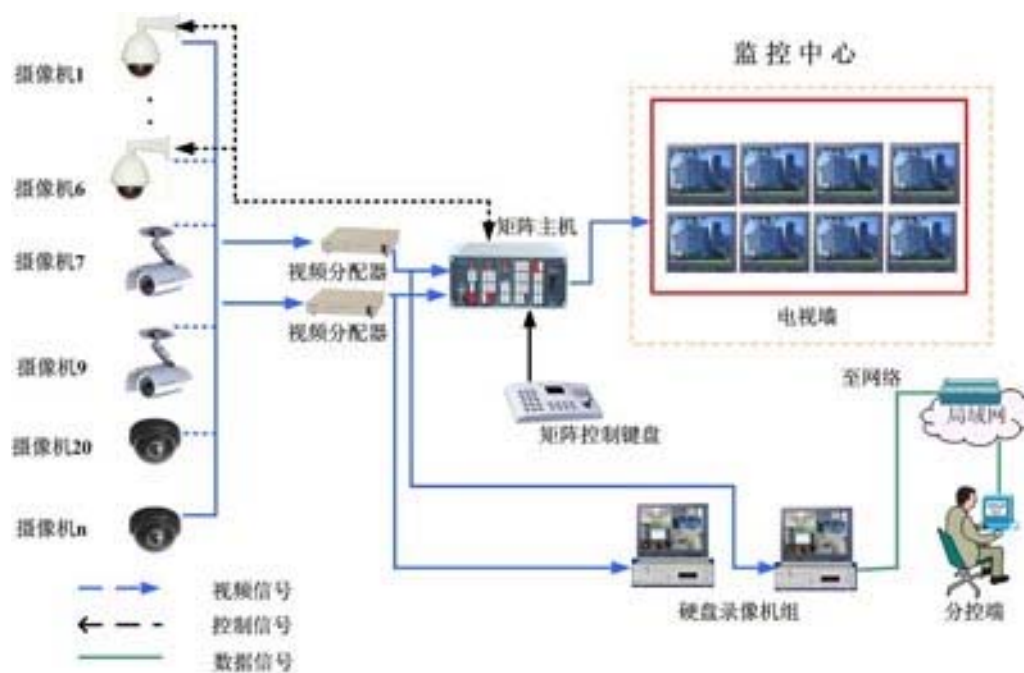 监控中心
摄像机1
摄像机6
矩阵主机
摄像机7
视频分配器
视频分配器
电视墙
摄像机9
至网络
局域网
矩阵控制键盘
摄像机20
摄像机n
视频信号
硬盘录像机组
分控端
控制信号
数据信号